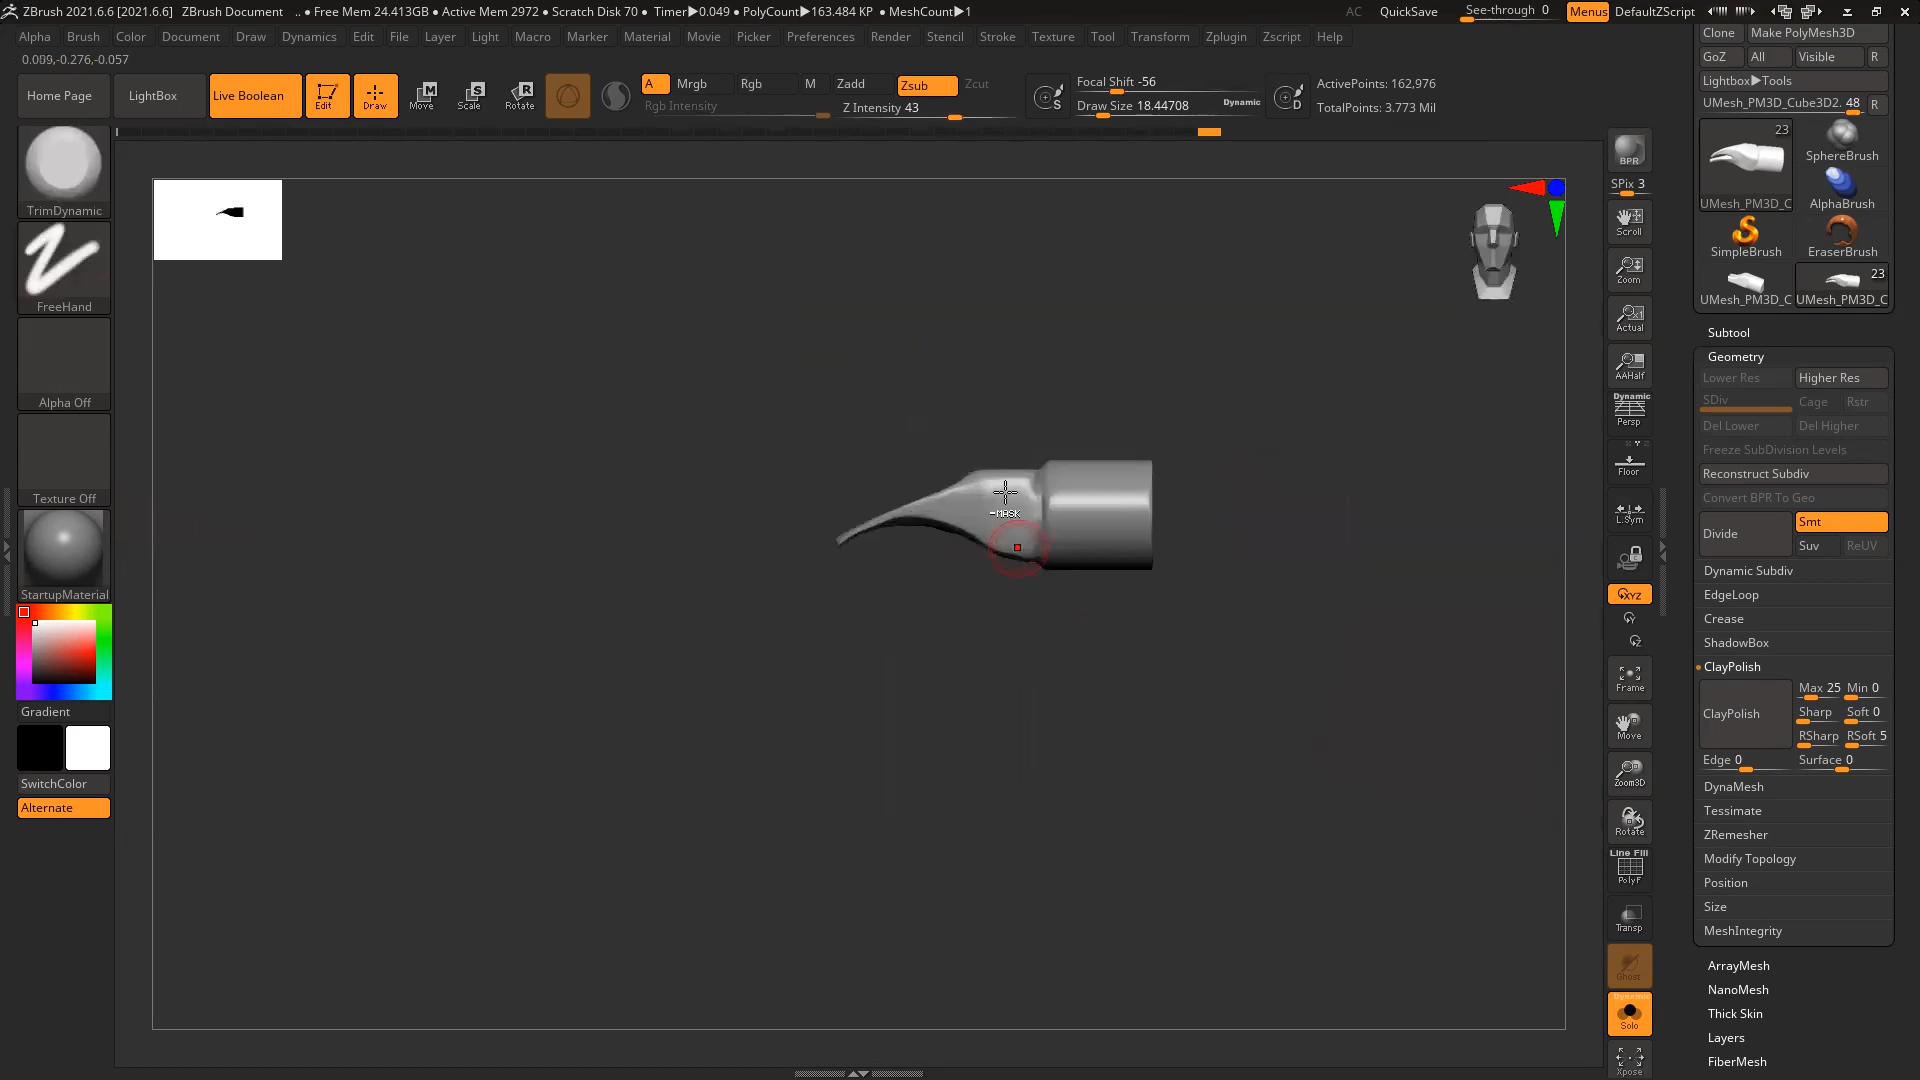 ZBrush 2021.6.6 [2021.6.6] ZBrush Document .. ● Free Mem 24.413GB ● Active Mem 2972 ● Scratch Disk 70 ● Timer▶0.049 ● PolyCount▶163.484 KP ● MeshCount▶1 AC QuickSave See-through 0 Menus DefaultZScript
Alpha Brush Color Document Draw Dynamics Edit File Layer Light Macro Marker Material Movie Picker Preferences Render Stencil Stroke Texture Tool Transform Zplugin Zscript Help
0.009,-0.276,-0.057
Home Page LightBox Live Boolean Edit Draw Move Scale Rotate
A Mrgb Rgb M Zadd Zsub Zcut
Rgb Intensity Z Intensity 43
Focal Shift -56
Draw Size 18.44708 Dynamic
S D
ActivePoints: 162,976
TotalPoints: 3.773 Mil
TrimDynamic
FreeHand
Alpha Off
Texture Off
StartupMaterial
Gradient
SwitchColor
Alternate
-MASK
BPR
SPix 3
Scroll
Zoom
Actual
AAHalf
Dynamic
Persp
Floor
L.Sym
XYZ
Frame
Move
Zoom3D
Rotate
Line Fill
PolyF
Transp
Ghost
Dynamic
Solo
Xpose
Clone Make PolyMesh3D
GoZ All Visible R
Lightbox▶Tools
UMesh_PM3D_Cube3D2. 48 R
23
UMesh_PM3D_C
SphereBrush
AlphaBrush
SimpleBrush EraserBrush
23
UMesh_PM3D_C UMesh_PM3D_C
Subtool
Geometry
Lower Res Higher Res
SDiv Cage Rstr
Del Lower Del Higher
Freeze SubDivision Levels
Reconstruct Subdiv
Convert BPR To Geo
Divide Smt
Suv ReUV
Dynamic Subdiv
EdgeLoop
Crease
ShadowBox
ClayPolish
ClayPolish Max 25 Min 0
Sharp Soft 0
RSharp RSoft 5
Edge 0 Surface 0
DynaMesh
Tessimate
ZRemesher
Modify Topology
Position
Size
MeshIntegrity
ArrayMesh
NanoMesh
Thick Skin
Layers
FiberMesh